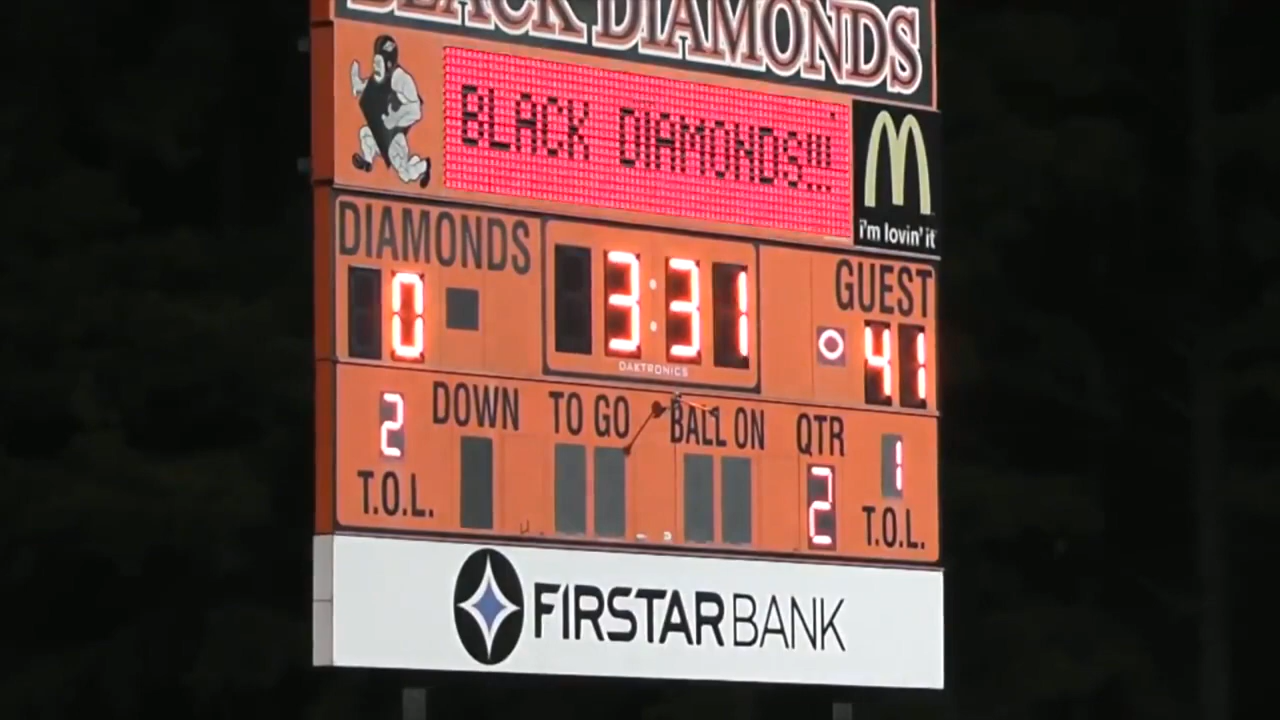 BLACK DIAMONDS
BLACK DIAMONDS!!!
i'm lovin' it
DIAMONDS
GUEST
0
3:31
41
DAKTRONICS
2
DOWN
TO GO
BALL ON
QTR
1
T.O.L.
2
T.O.L.
FIRSTAR BANK